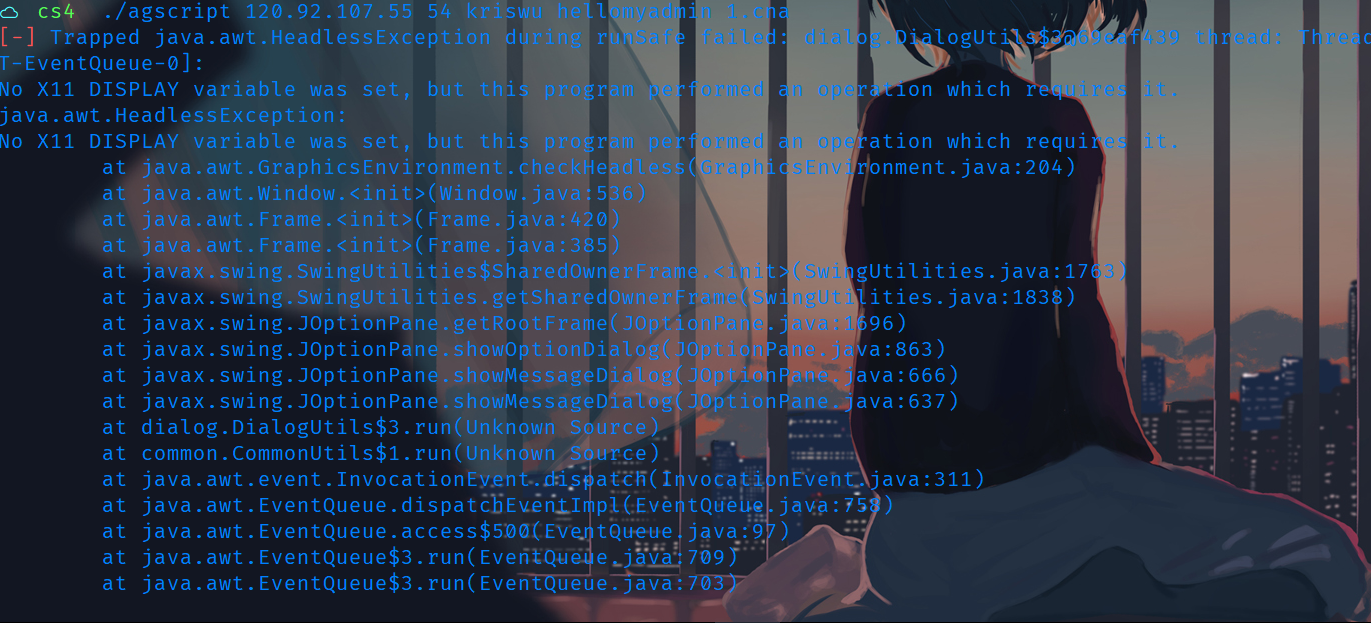 cs4 ./agscript 120.92.107.55 54 kriswu hellomyadmin 1.cna
[-] Trapped java.awt.HeadlessException during runSafe failed: dialog.DialogUtils$3@69eaf439 thread: Threa
T-EventQueue-0]:
No X11 DISPLAY variable was set, but this program performed an operation which requires it.
java.awt.HeadlessException:
No X11 DISPLAY variable was set, but this program performed an operation which requires it.
at java.awt.GraphicsEnvironment.checkHeadless(GraphicsEnvironment.java:204)
at java.awt.Window.<init>(Window.java:536)
at java.awt.Frame.<init>(Frame.java:420)
at java.awt.Frame.<init>(Frame.java:385)
at javax.swing.SwingUtilities$SharedOwnerFrame.<init>(SwingUtilities.java:1763)
at javax.swing.SwingUtilities.getSharedOwnerFrame(SwingUtilities.java:1838)
at javax.swing.JOptionPane.getRootFrame(JOptionPane.java:1696)
at javax.swing.JOptionPane.showOptionDialog(JOptionPane.java:863)
at javax.swing.JOptionPane.showMessageDialog(JOptionPane.java:666)
at javax.swing.JOptionPane.showMessageDialog(JOptionPane.java:637)
at dialog.DialogUtils$3.run(Unknown Source)
at common.CommonUtils$1.run(Unknown Source)
at java.awt.event.InvocationEvent.dispatch(InvocationEvent.java:311)
at java.awt.EventQueue.dispatchEventImpl(EventQueue.java:758)
at java.awt.EventQueue.access$500(EventQueue.java:97)
at java.awt.EventQueue$3.run(EventQueue.java:709)
at java.awt.EventQueue$3.run(EventQueue.java:703)